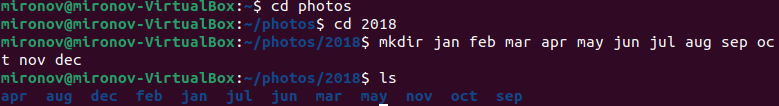 mironov@mironov-VirtualBox:~$ cd photos
mironov@mironov-VirtualBox:~/photos$ cd 2018
mironov@mironov-VirtualBox:~/photos/2018$ mkdir jan feb mar apr may jun jul aug sep oc
t nov dec
mironov@mironov-VirtualBox:~/photos/2018$ ls
apr  aug  dec  feb  jan  jul  jun  mar  may  nov  oct  sep